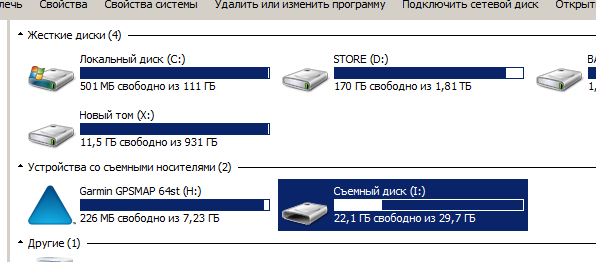 Свойства Свойства системы Удалить или изменить программу Подключить сетевой диск
Жесткие диски (4)
Локальный диск (C:)
501 МБ свободно из 111 ГБ
STORE (D:)
170 ГБ свободно из 1,81 ТБ
Новый том (X:)
11,5 ГБ свободно из 931 ГБ
Устройства со съемными носителями (2)
Garmin GPSMAP 64st (H:)
226 МБ свободно из 7,23 ГБ
Съемный диск (I:)
22,1 ГБ свободно из 29,7 ГБ
Другие (1)